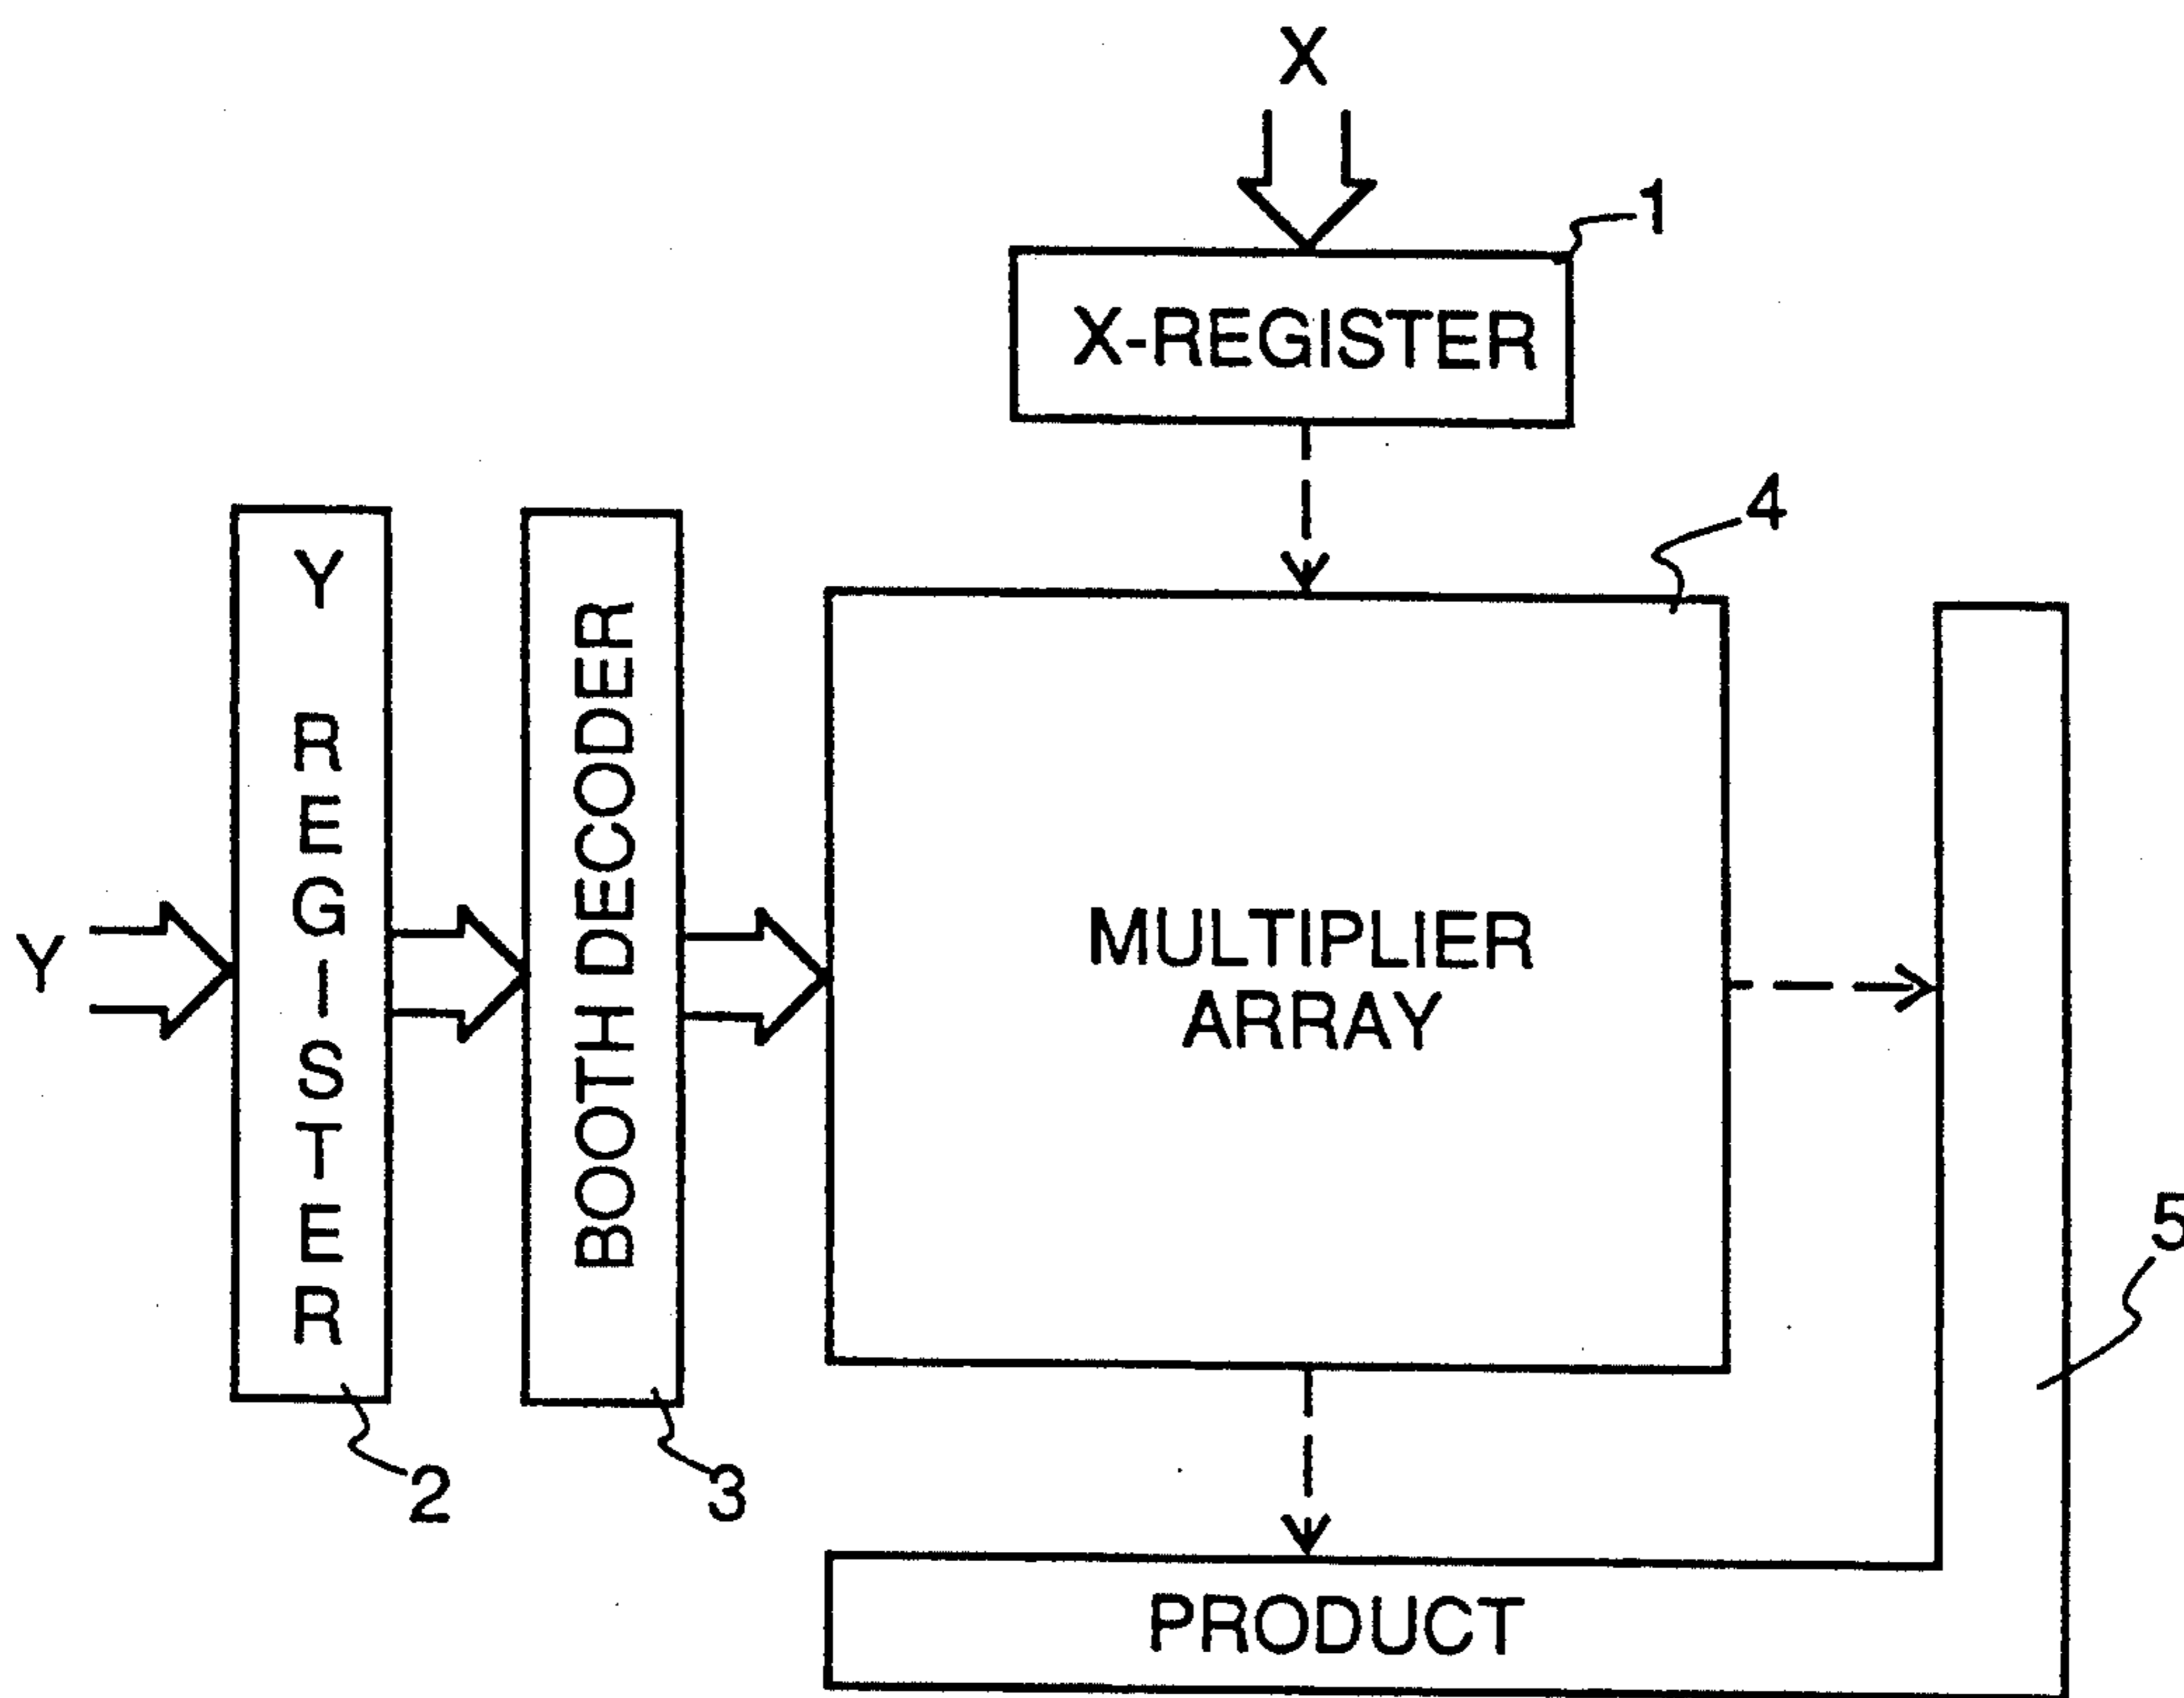 X
1
X-REGISTER
4
Y REGISTER
BOOTH DECODER
Y
MULTIPLIER
ARRAY
5
2
3
PRODUCT